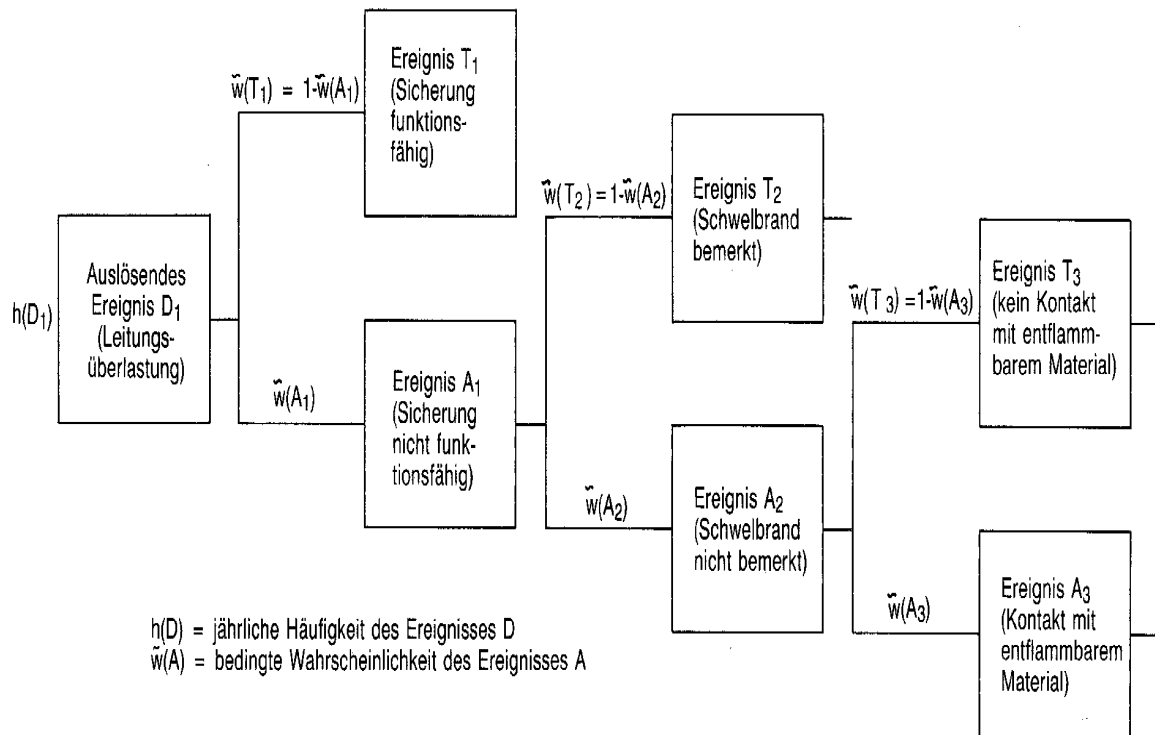 Ereignis T1
(Sicherung
funktions-
fähig)
w̃(T1) = 1-w̃(A1)
Ereignis T2
(Schwelbrand
bemerkt)
w̃(T2) = 1-w̃(A2)
Auslösendes
Ereignis D1
(Leitungs-
überlastung)
h(D1)
Ereignis T3
(kein Kontakt
mit entflamm-
barem Material)
w̃(T3) = 1-w̃(A3)
w̃(A1)
Ereignis A1
(Sicherung
nicht funk-
tionsfähig)
w̃(A2)
Ereignis A2
(Schwelbrand
nicht bemerkt)
w̃(A3)
Ereignis A3
(Kontakt mit
entflammbarem
Material)
h(D) = jährliche Häufigkeit des Ereignisses D
w̃(A) = bedingte Wahrscheinlichkeit des Ereignisses A